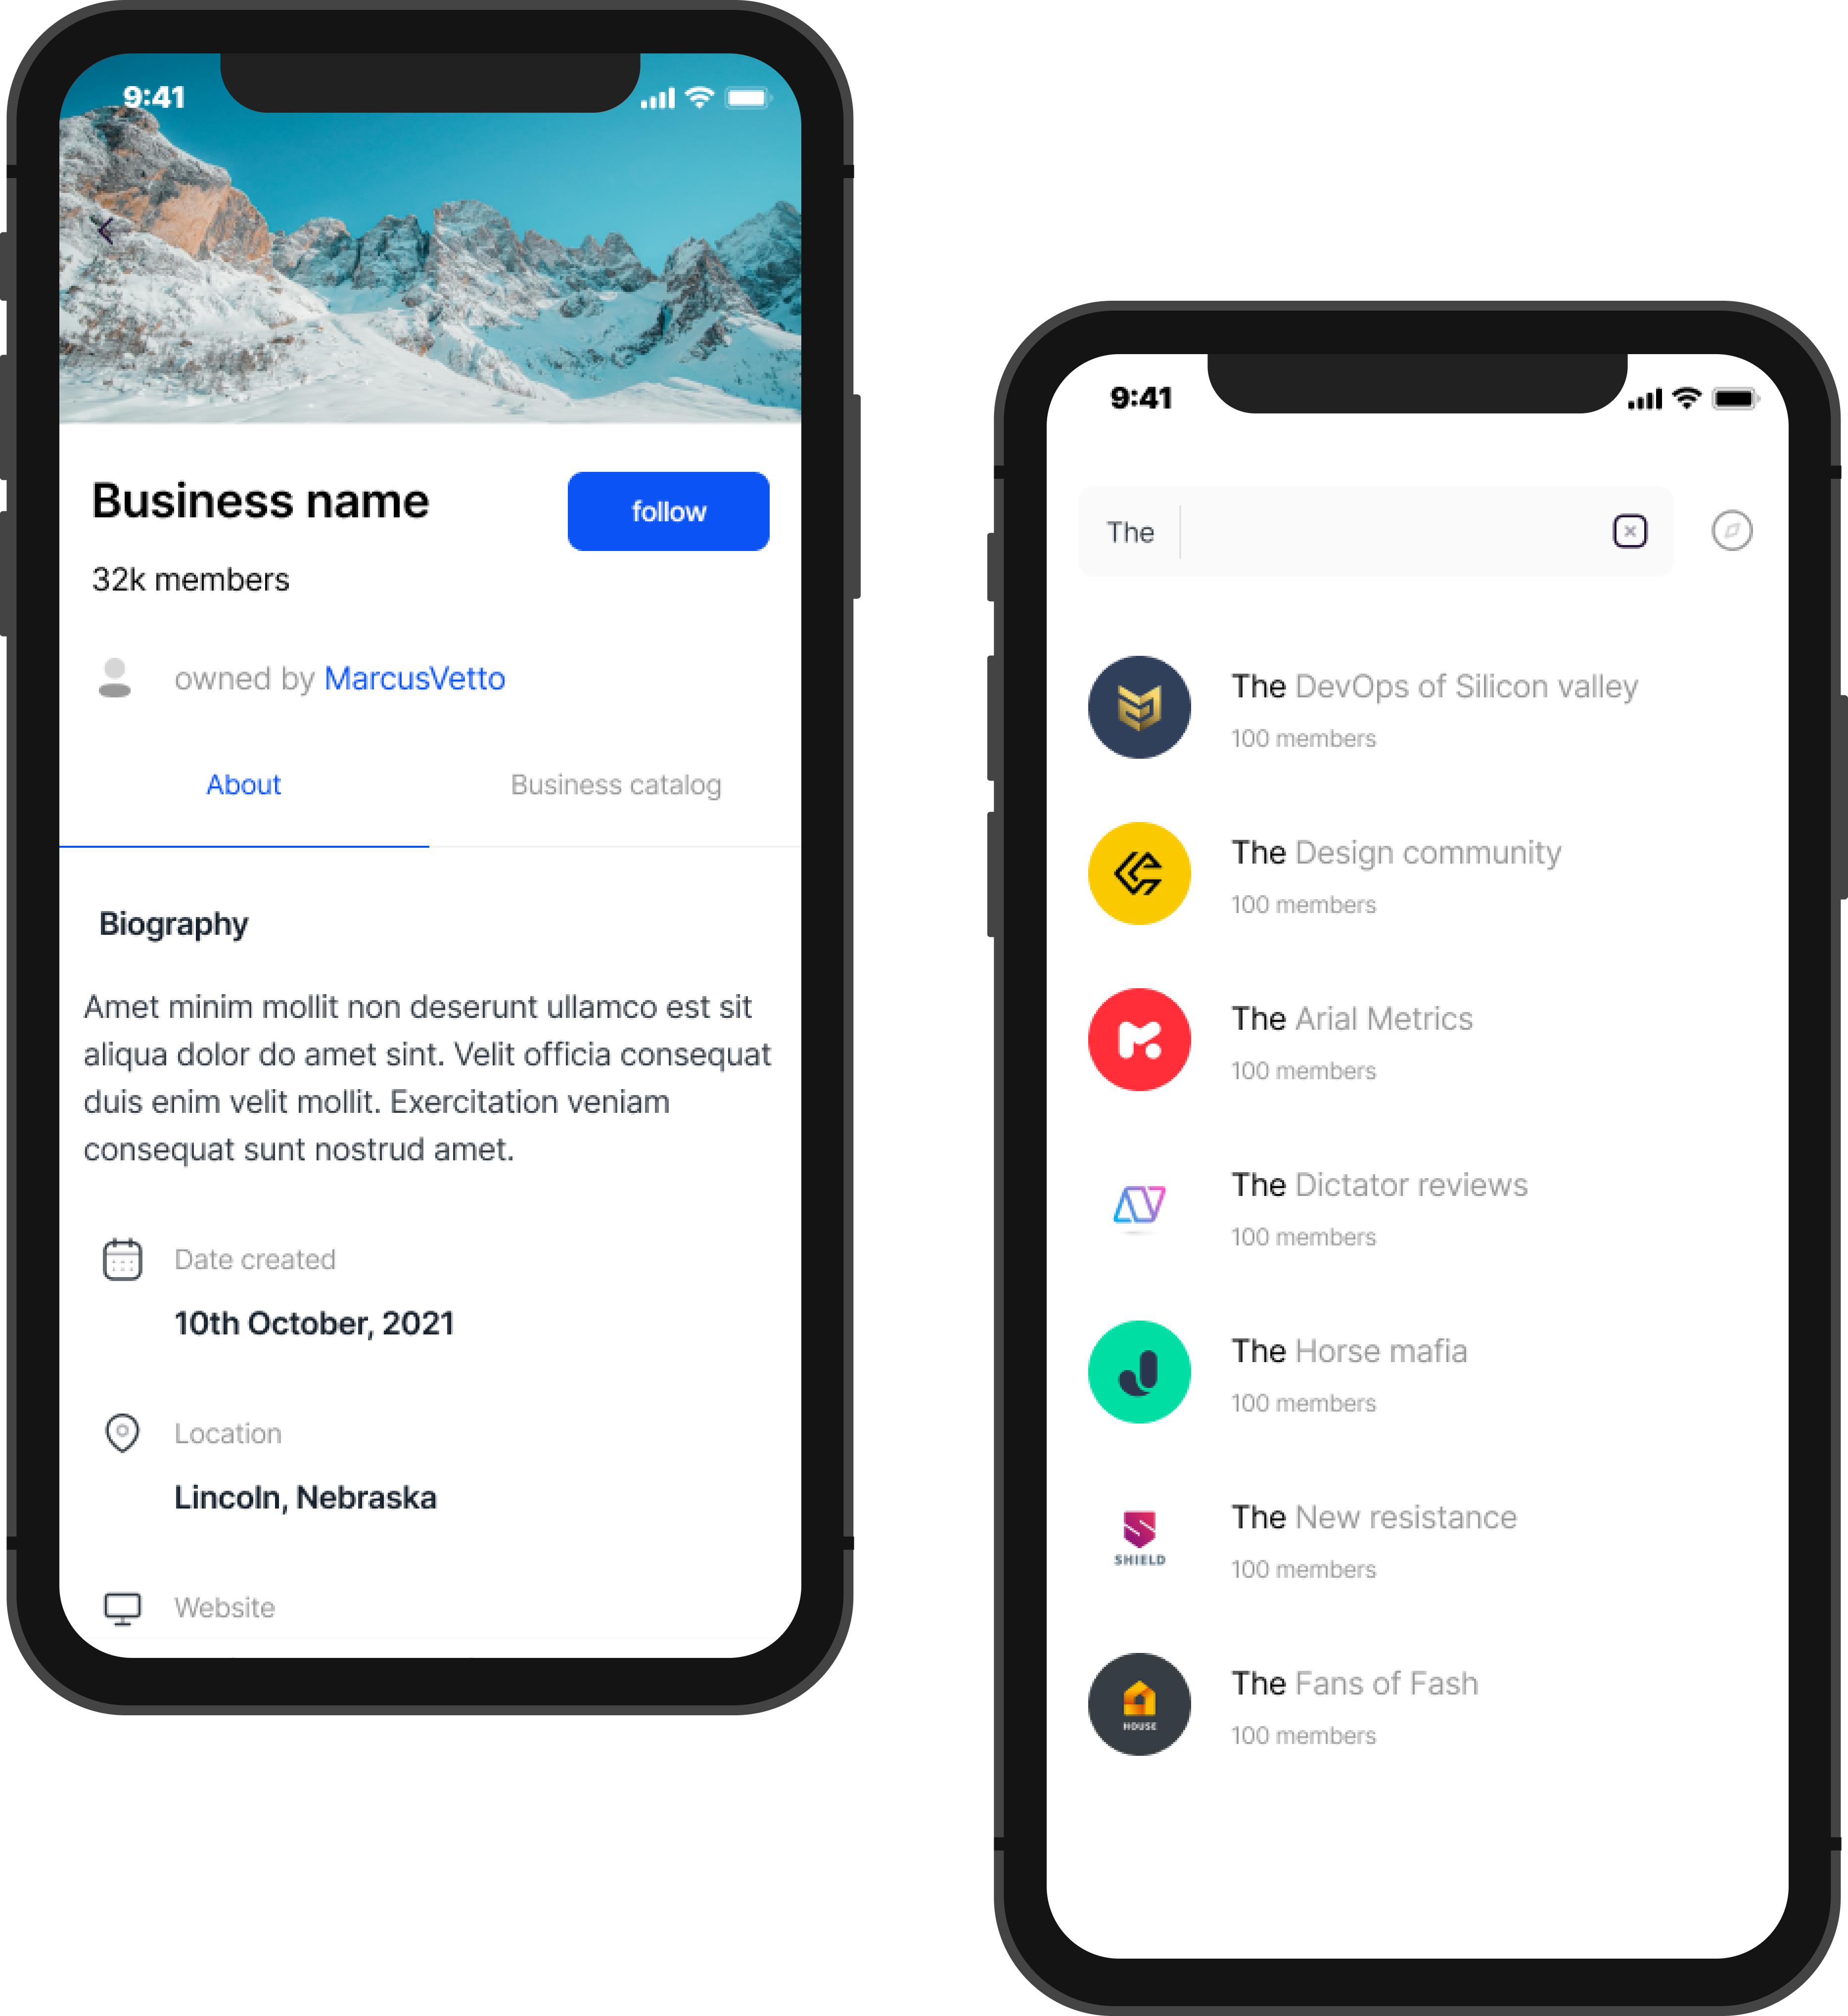 9:41
Business name
follow
32k members
owned by MarcusVetto
About
Business catalog
Biography
Amet minim mollit non deserunt ullamco est sit
aliqua dolor do amet sint. Velit officia consequat
duis enim velit mollit. Exercitation veniam
consequat sunt nostrud amet.
Date created
10th October, 2021
Location
Lincoln, Nebraska
Website
9:41
The
The DevOps of Silicon valley
100 members
The Design community
100 members
The Arial Metrics
100 members
The Dictator reviews
100 members
The Horse mafia
100 members
SHIELD
The New resistance
100 members
HOUSE
The Fans of Fash
100 members